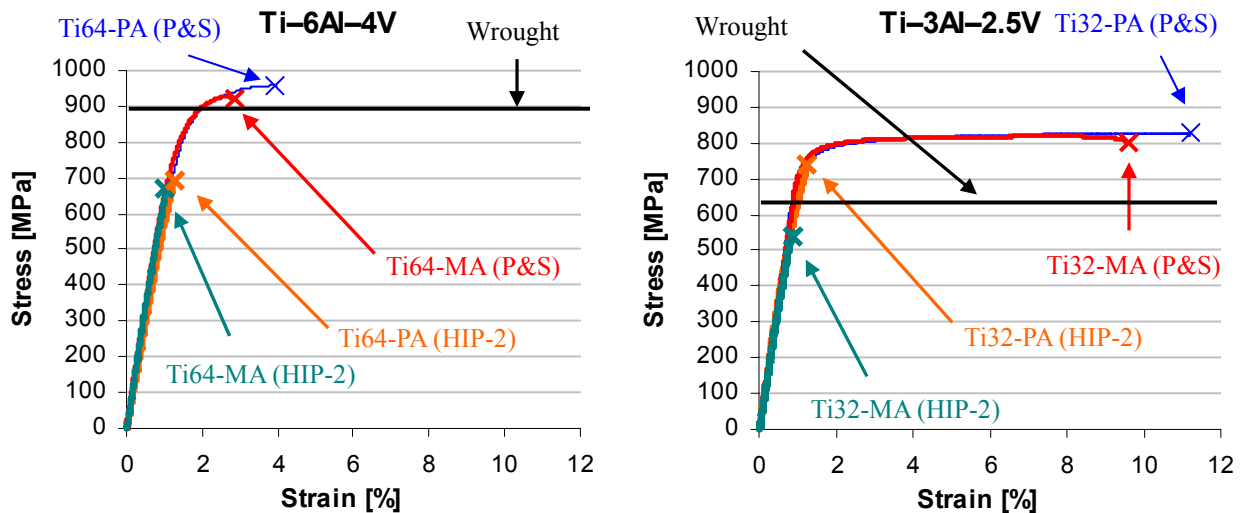 Ti–6Al–4V
Ti64-PA (P&S)
Wrought
1000
900
800
700
600
500
400
300
200
100
0
Stress [MPa]
Ti64-MA (P&S)
Ti64-PA (HIP-2)
Ti64-MA (HIP-2)
0 2 4 6 8 10 12
Strain [%]
Ti–3Al–2.5V
Wrought
Ti32-PA (P&S)
1000
900
800
700
600
500
400
300
200
100
0
Stress [MPa]
Ti32-MA (P&S)
Ti32-PA (HIP-2)
Ti32-MA (HIP-2)
0 2 4 6 8 10 12
Strain [%]